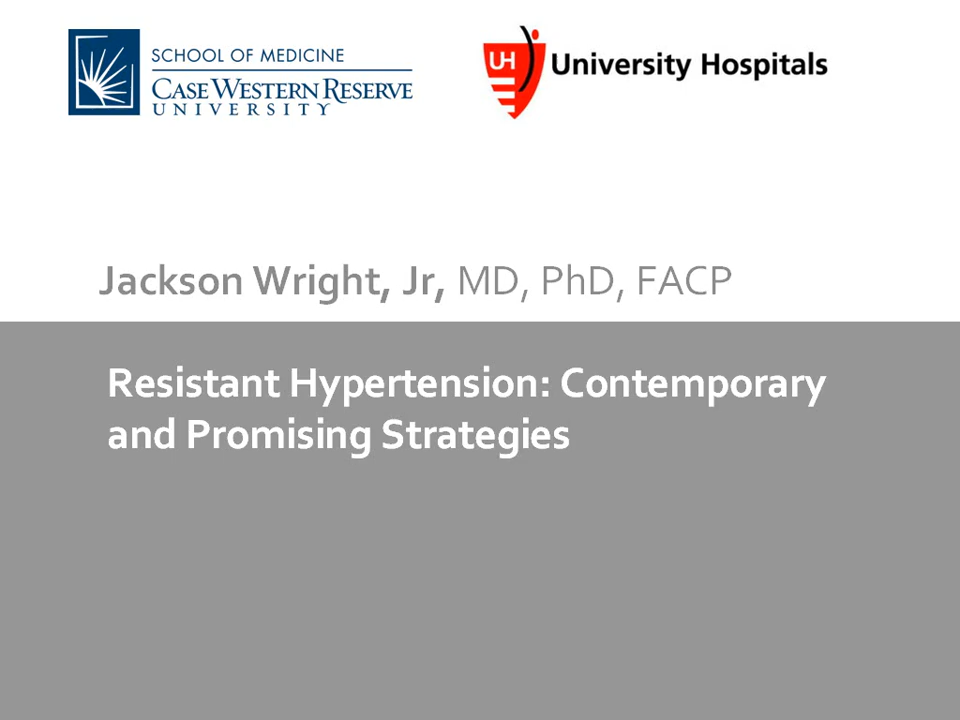 SCHOOL OF MEDICINE
CASE WESTERN RESERVE
UNIVERSITY
UH
University Hospitals
Jackson Wright, Jr, MD, PhD, FACP
Resistant Hypertension: Contemporary
and Promising Strategies